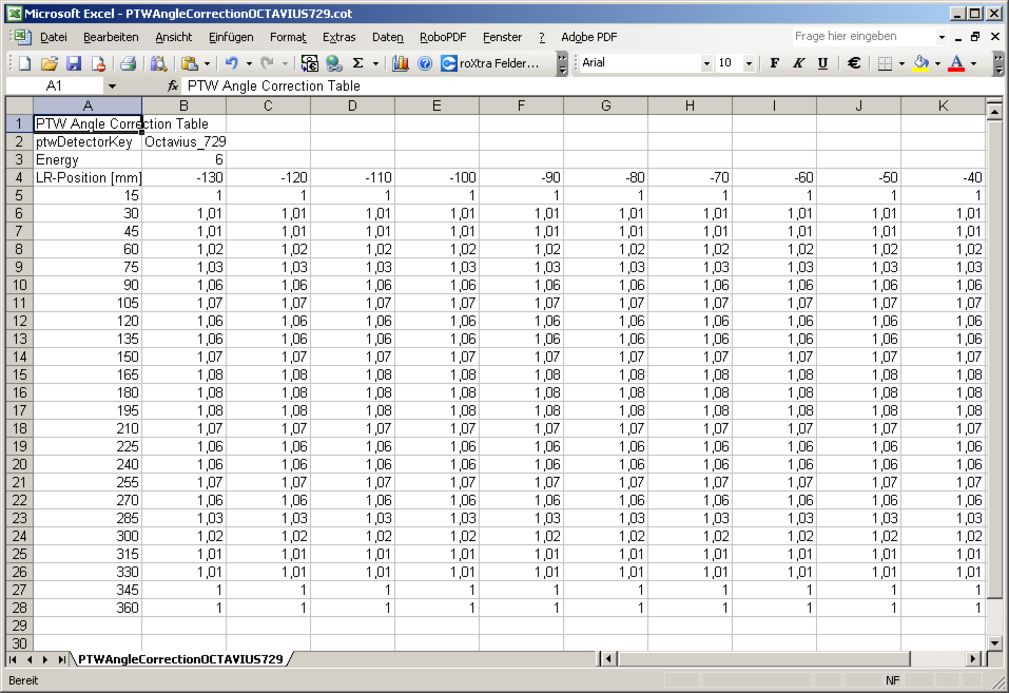 Microsoft Excel - PTWAngleCorrectionOCTAVIUS729.cot
Datei Bearbeiten Ansicht Einfügen Format Extras Daten RoboPDF Fenster ? Adobe PDF Frage hier eingeben
roXtra Felder... Arial 10 F K U €
A1 fx PTW Angle Correction Table
A B C D E F G H I J K
1 PTW Angle Correction Table
2 ptwDetectorKey Octavius_729
3 Energy 6
4 LR-Position [mm] -130 -120 -110 -100 -90 -80 -70 -60 -50 -40
5 15 1 1 1 1 1 1 1 1 1 1
6 30 1,01 1,01 1,01 1,01 1,01 1,01 1,01 1,01 1,01 1,01
7 45 1,01 1,01 1,01 1,01 1,01 1,01 1,01 1,01 1,01 1,01
8 60 1,02 1,02 1,02 1,02 1,02 1,02 1,02 1,02 1,02 1,02
9 75 1,03 1,03 1,03 1,03 1,03 1,03 1,03 1,03 1,03 1,03
10 90 1,06 1,06 1,06 1,06 1,06 1,06 1,06 1,06 1,06 1,06
11 105 1,07 1,07 1,07 1,07 1,07 1,07 1,07 1,07 1,07 1,07
12 120 1,06 1,06 1,06 1,06 1,06 1,06 1,06 1,06 1,06 1,06
13 135 1,06 1,06 1,06 1,06 1,06 1,06 1,06 1,06 1,06 1,06
14 150 1,07 1,07 1,07 1,07 1,07 1,07 1,07 1,07 1,07 1,07
15 165 1,08 1,08 1,08 1,08 1,08 1,08 1,08 1,08 1,08 1,08
16 180 1,08 1,08 1,08 1,08 1,08 1,08 1,08 1,08 1,08 1,08
17 195 1,08 1,08 1,08 1,08 1,08 1,08 1,08 1,08 1,08 1,08
18 210 1,07 1,07 1,07 1,07 1,07 1,07 1,07 1,07 1,07 1,07
19 225 1,06 1,06 1,06 1,06 1,06 1,06 1,06 1,06 1,06 1,06
20 240 1,06 1,06 1,06 1,06 1,06 1,06 1,06 1,06 1,06 1,06
21 255 1,07 1,07 1,07 1,07 1,07 1,07 1,07 1,07 1,07 1,07
22 270 1,06 1,06 1,06 1,06 1,06 1,06 1,06 1,06 1,06 1,06
23 285 1,03 1,03 1,03 1,03 1,03 1,03 1,03 1,03 1,03 1,03
24 300 1,02 1,02 1,02 1,02 1,02 1,02 1,02 1,02 1,02 1,02
25 315 1,01 1,01 1,01 1,01 1,01 1,01 1,01 1,01 1,01 1,01
26 330 1,01 1,01 1,01 1,01 1,01 1,01 1,01 1,01 1,01 1,01
27 345 1 1 1 1 1 1 1 1 1 1
28 360 1 1 1 1 1 1 1 1 1 1
29
30
PTWAngleCorrectionOCTAVIUS729
Bereit NF